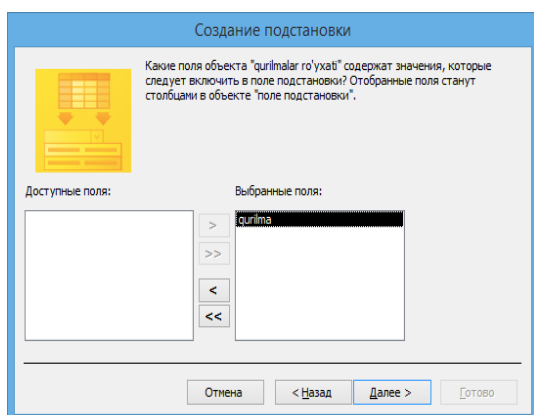 Создание подстановки
Какие поля объекта "qurilmalar ro'yxati" содержат значения, которые
следует включить в поле подстановки? Отобранные поля станут
столбцами в объекте "поле подстановки".
Доступные поля:
Выбранные поля:
qurilma
>
>>
<
<<
Отмена
< Назад
Далее >
Готово